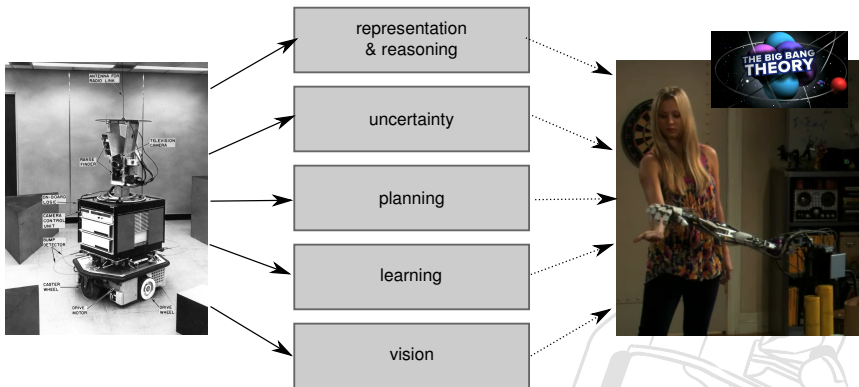 representation
& reasoning
uncertainty
planning
learning
vision
ANTENNA FOR
RADIO LINK
TELEVISION
CAMERA
RANGE
FINDER
ON-BOARD
LOGIC
CAMERA
CONTROL
UNIT
BUMP
DETECTOR
CASTER
WHEEL
DRIVE
MOTOR
DRIVE
WHEEL
THE BIG BANG
THEORY